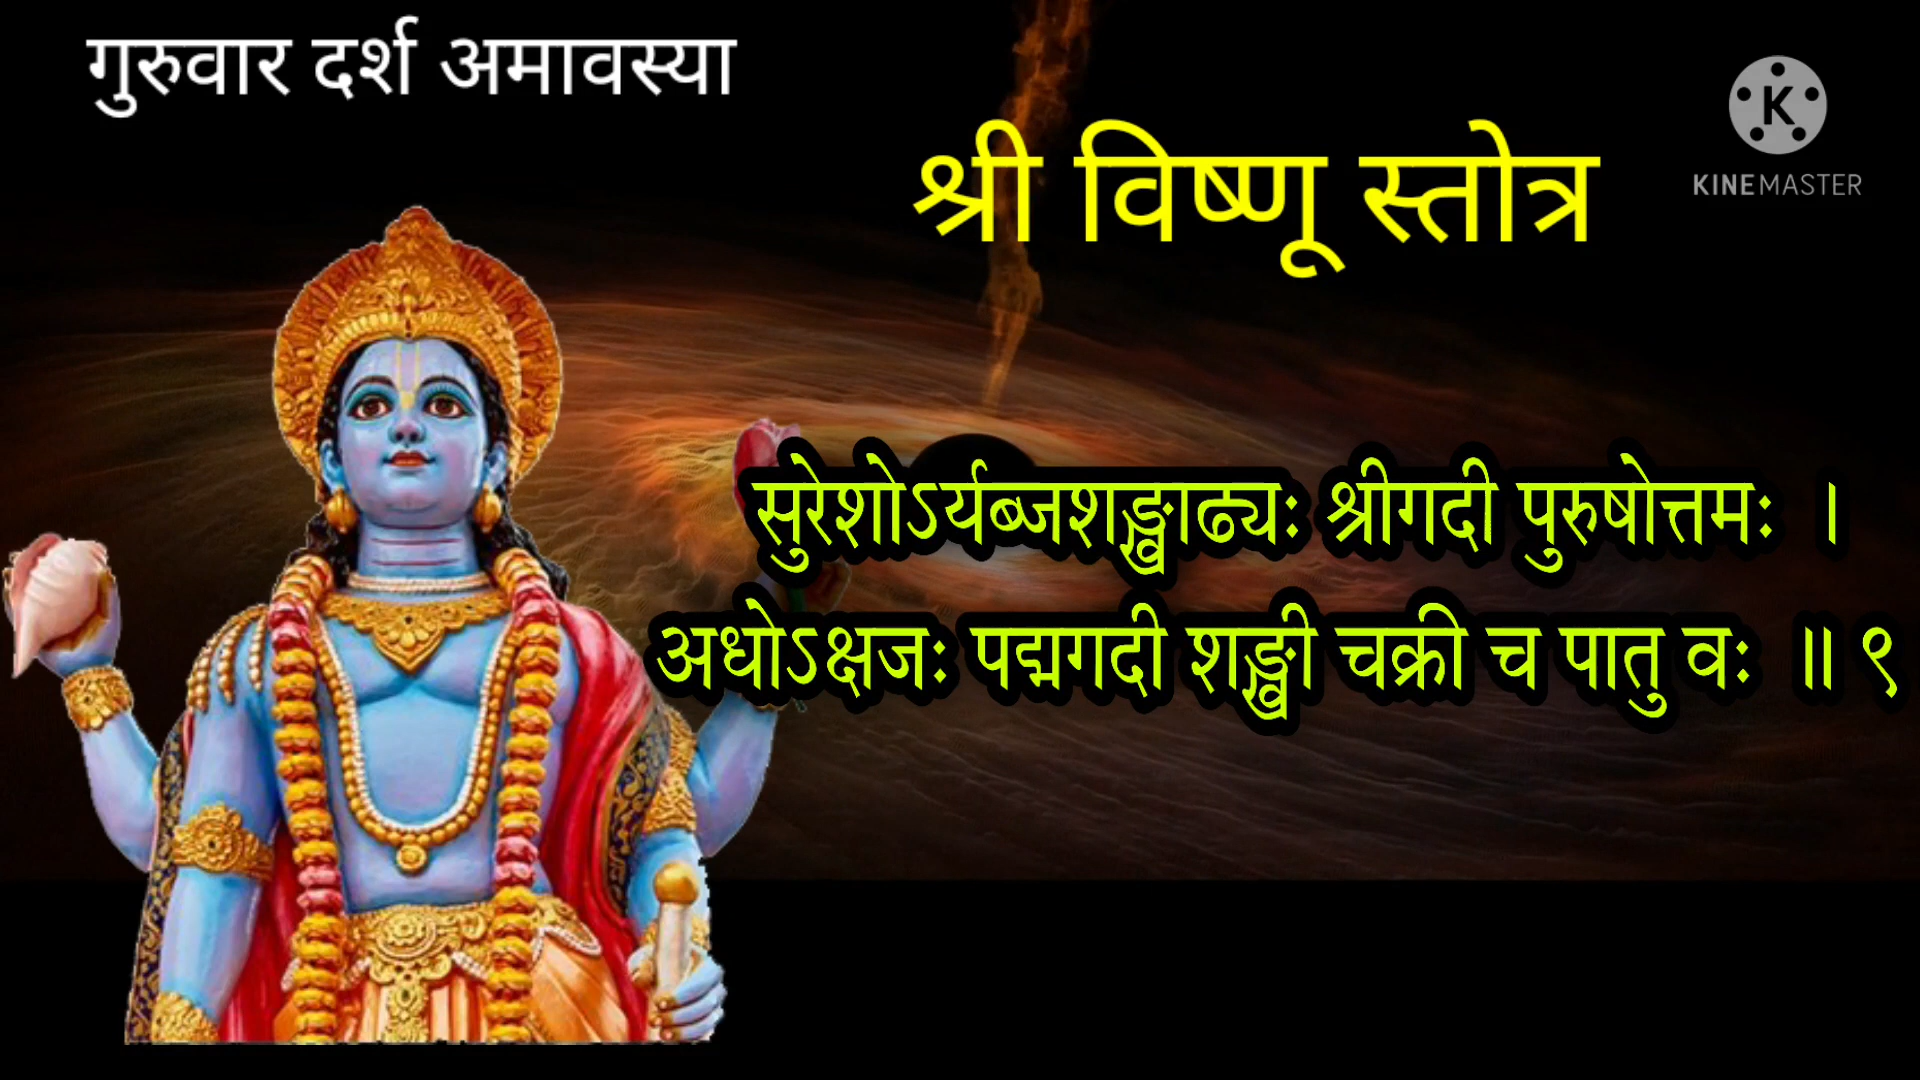 गुरुवार दर्श अमावस्या
श्री विष्णू स्तोत्र
KINEMASTER
सुरेशोऽर्यब्जशङ्खाढ्यः श्रीगदी पुरुषोत्तमः ।
अधोऽक्षजः पद्मगदी शङ्खी चक्री च पातु वः ॥ ९